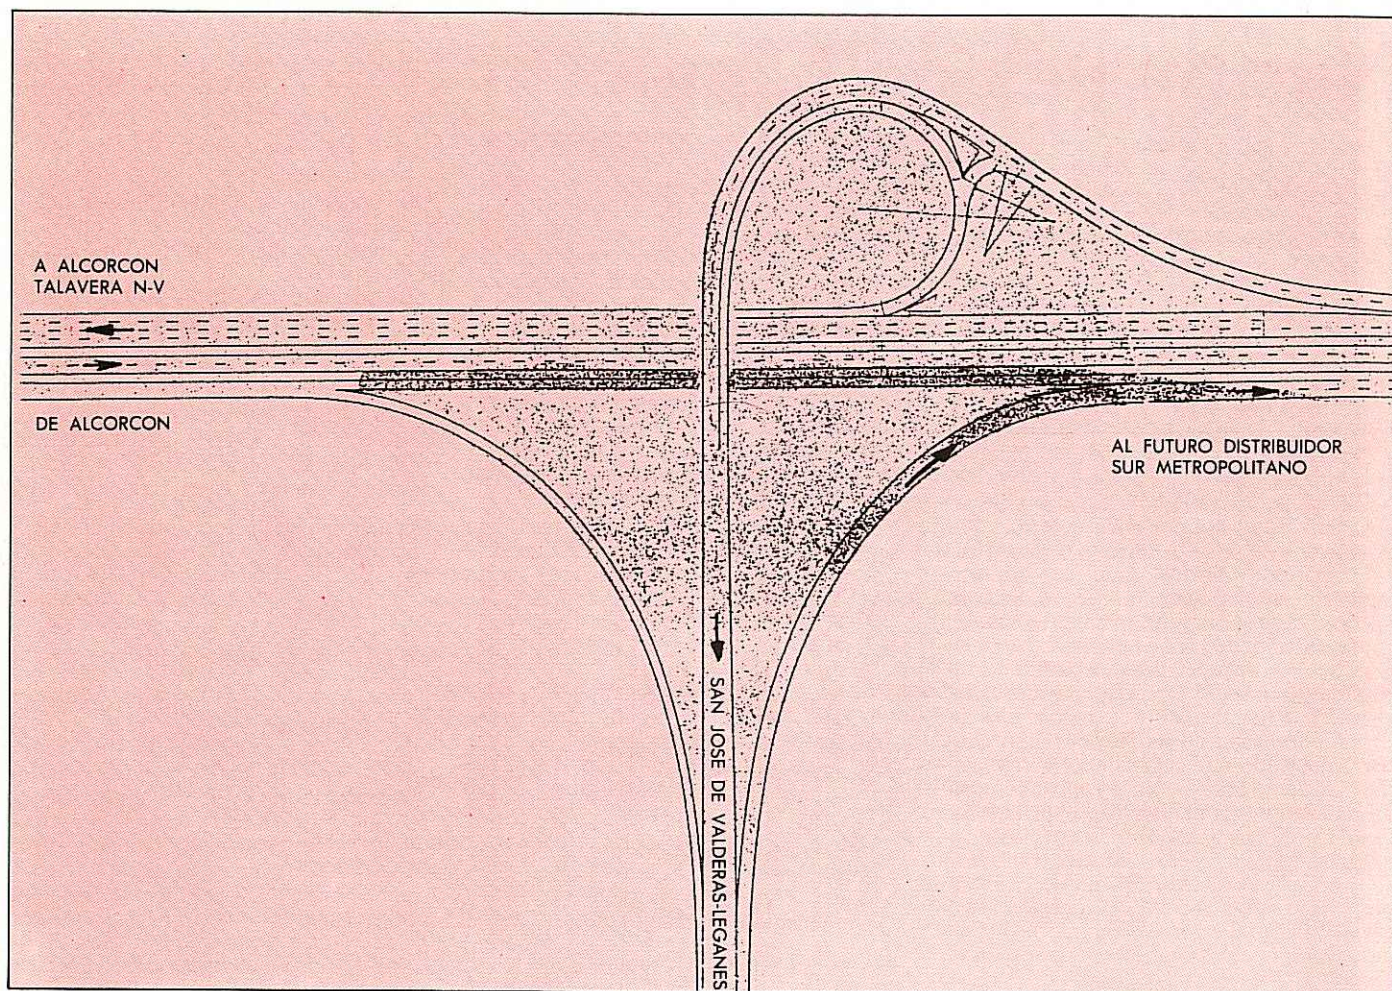 A ALCORCON
TALAVERA N-V
DE ALCORCON
AL FUTURO DISTRIBUIDOR
SUR METROPOLITANO
SAN JOSE DE VALDERAS-LEGANES